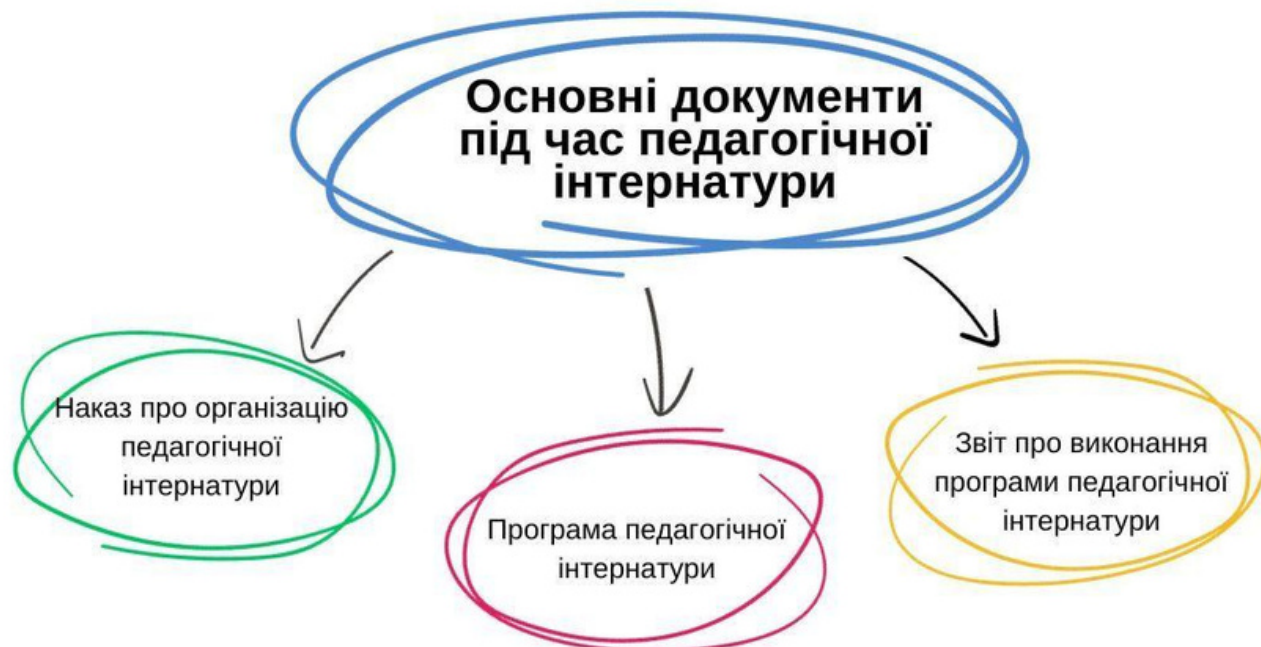 Основні документи
під час педагогічної
інтернатури
Наказ про організацію
педагогічної
інтернатури
Програма педагогічної
інтернатури
Звіт про виконання
програми педагогічної
інтернатури